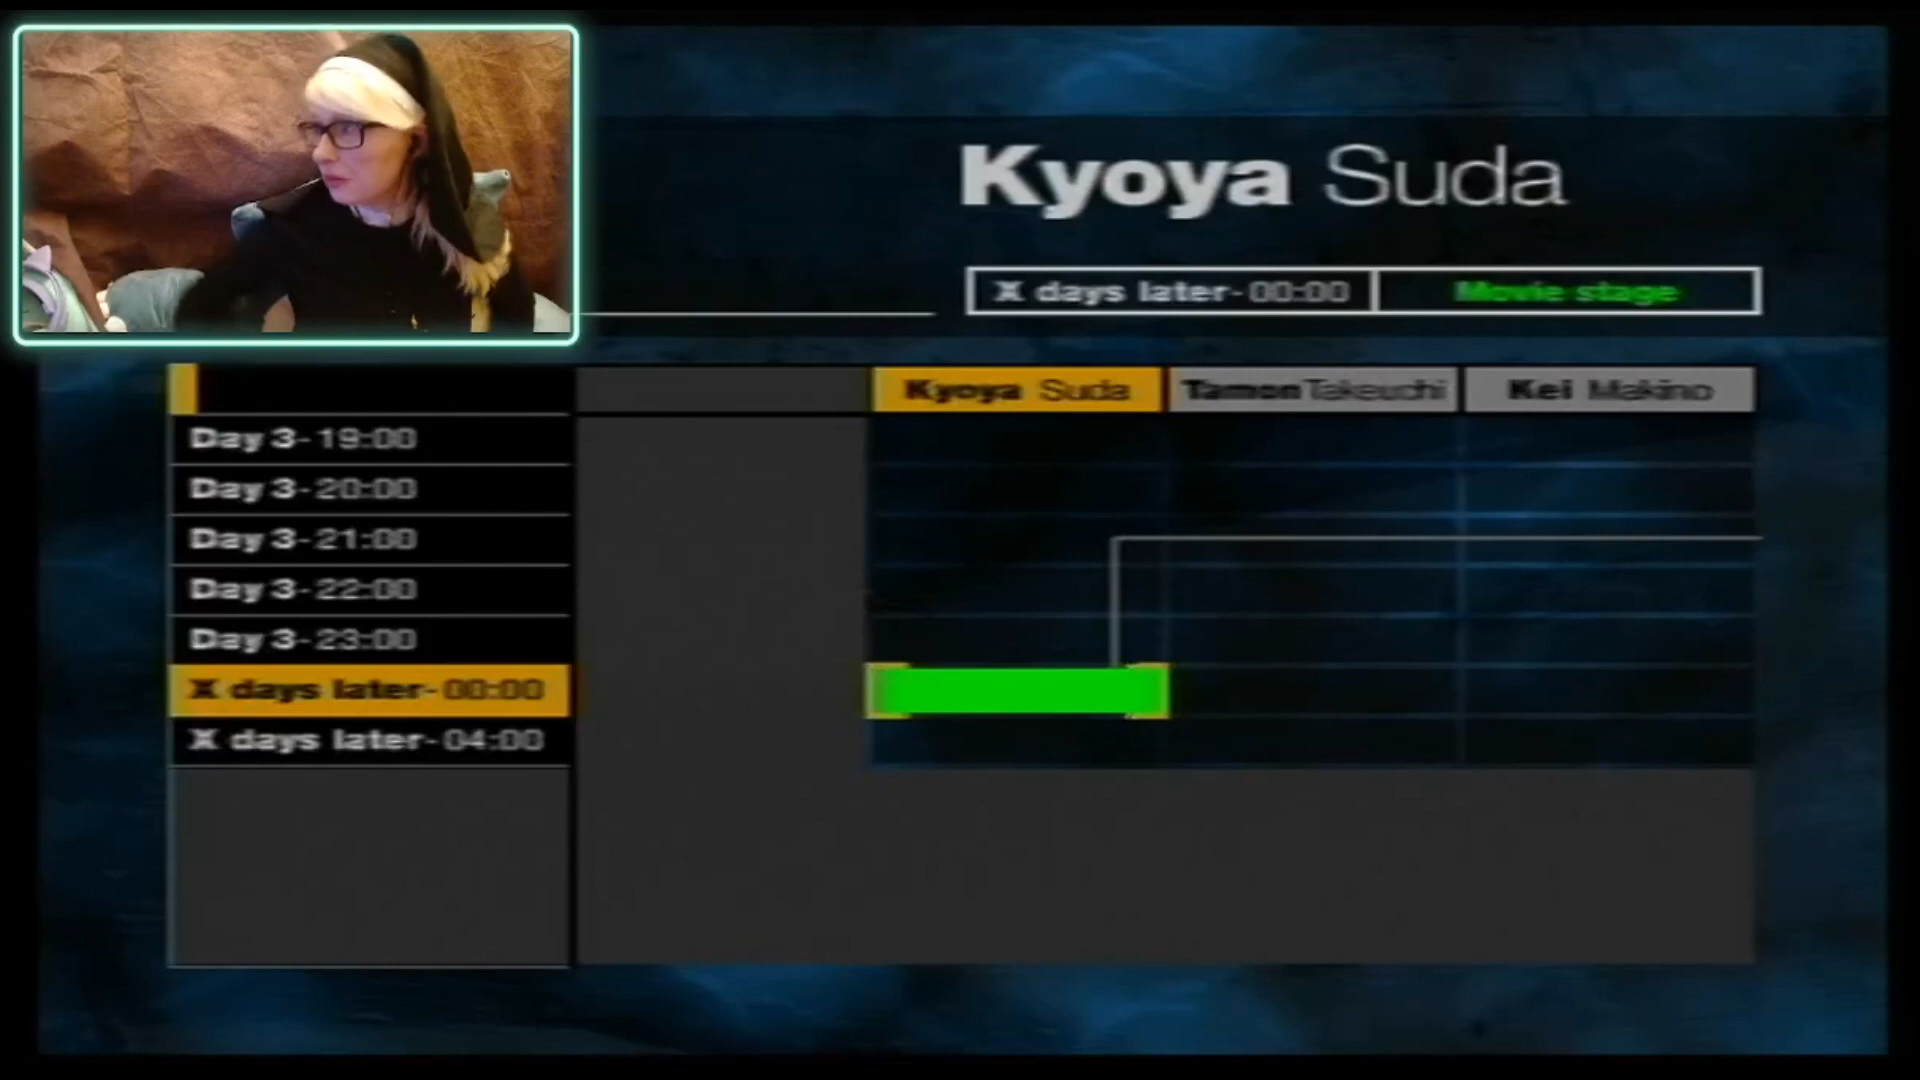 Kyoya Suda
X days later-00:00 Movie stage
Kyoya Suda TamonTakeuchi Kei Makino
Day 3-19:00
Day 3-20:00
Day 3-21:00
Day 3-22:00
Day 3-23:00
X days later-00:00
X days later-04:00